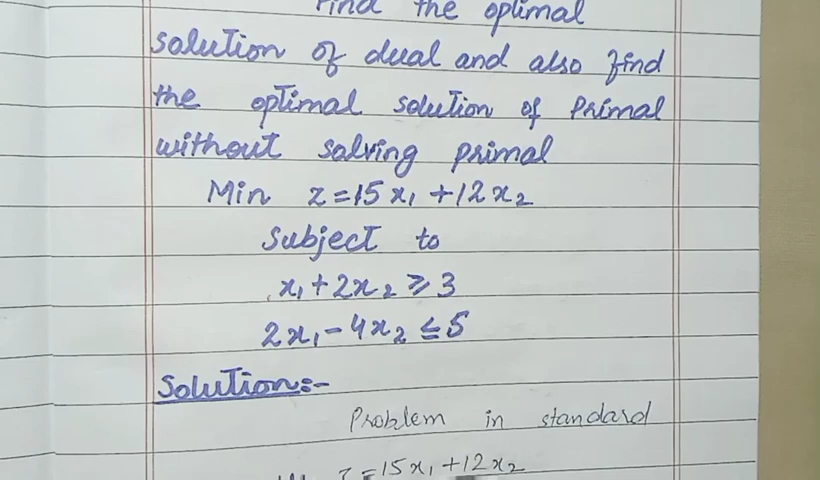 Find the optimal
solution of dual and also find
the optimal solution of Primal
without salving primal
Min z=15x₁+12x₂
Subject to
x₁+2x₂ ⩾ 3
2x₁-4x₂ ≤ 5
Solution:-
Problem in standard
z=15x₁+12x₂